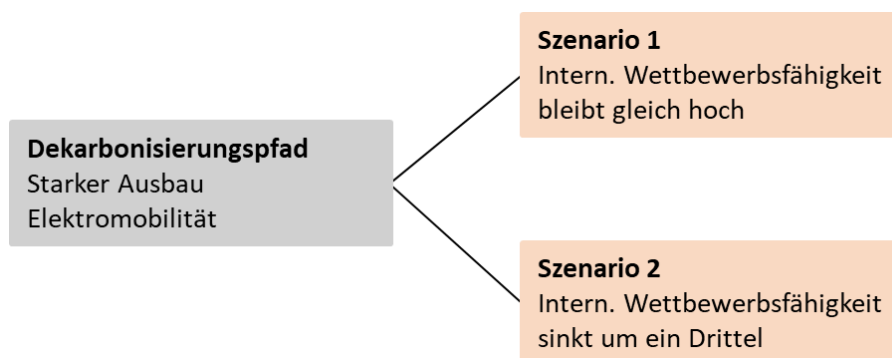 Szenario 1
Intern. Wettbewerbsfähigkeit
bleibt gleich hoch
Dekarbonisierungspfad
Starker Ausbau
Elektromobilität
Szenario 2
Intern. Wettbewerbsfähigkeit
sinkt um ein Drittel